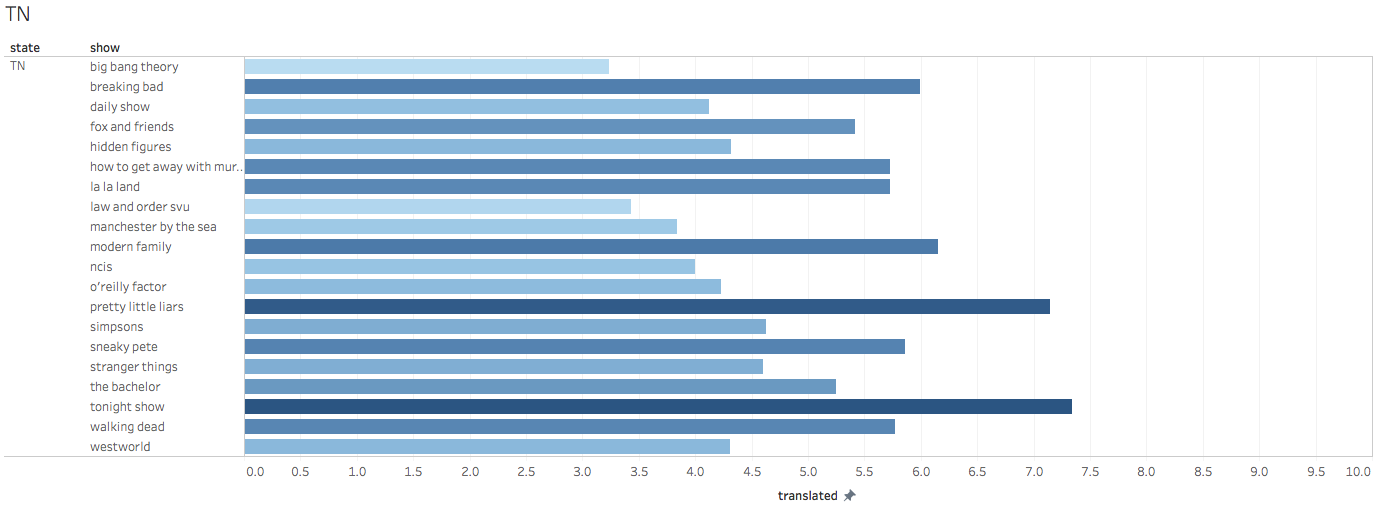 TN
state show
TN big bang theory
breaking bad
daily show
fox and friends
hidden figures
how to get away with mur..
la la land
law and order svu
manchester by the sea
modern family
ncis
o'reilly factor
pretty little liars
simpsons
sneaky pete
stranger things
the bachelor
tonight show
walking dead
westworld
0.0 0.5 1.0 1.5 2.0 2.5 3.0 3.5 4.0 4.5 5.0 5.5 6.0 6.5 7.0 7.5 8.0 8.5 9.0 9.5 10.0
translated